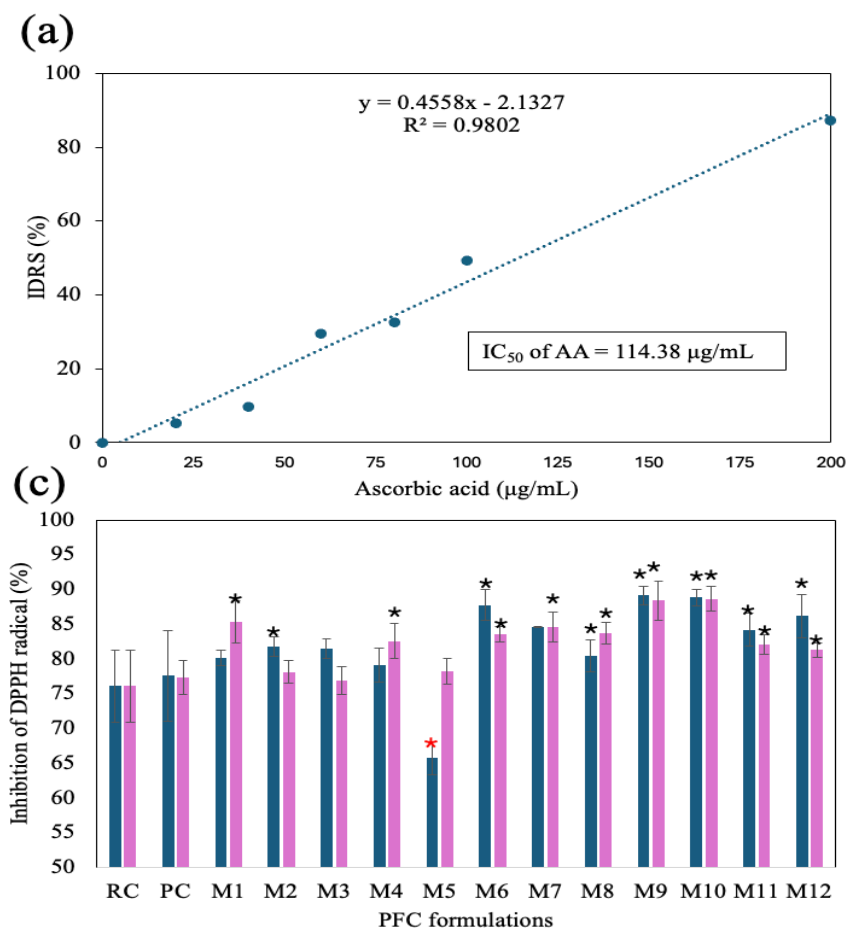 (a)
100
80
60
40
20
0
IDRS (%)
y = 0.4558x - 2.1327
R² = 0.9802
IC₅₀ of AA = 114.38 µg/mL
0 25 50 75 100 125 150 175 200
Ascorbic acid (µg/mL)
(c)
100
95
90
85
80
75
70
65
60
55
50
Inhibition of DPPH radical (%)
* * * * * * * * * * * * * * * * *
RC PC M1 M2 M3 M4 M5 M6 M7 M8 M9 M10 M11 M12
PFC formulations